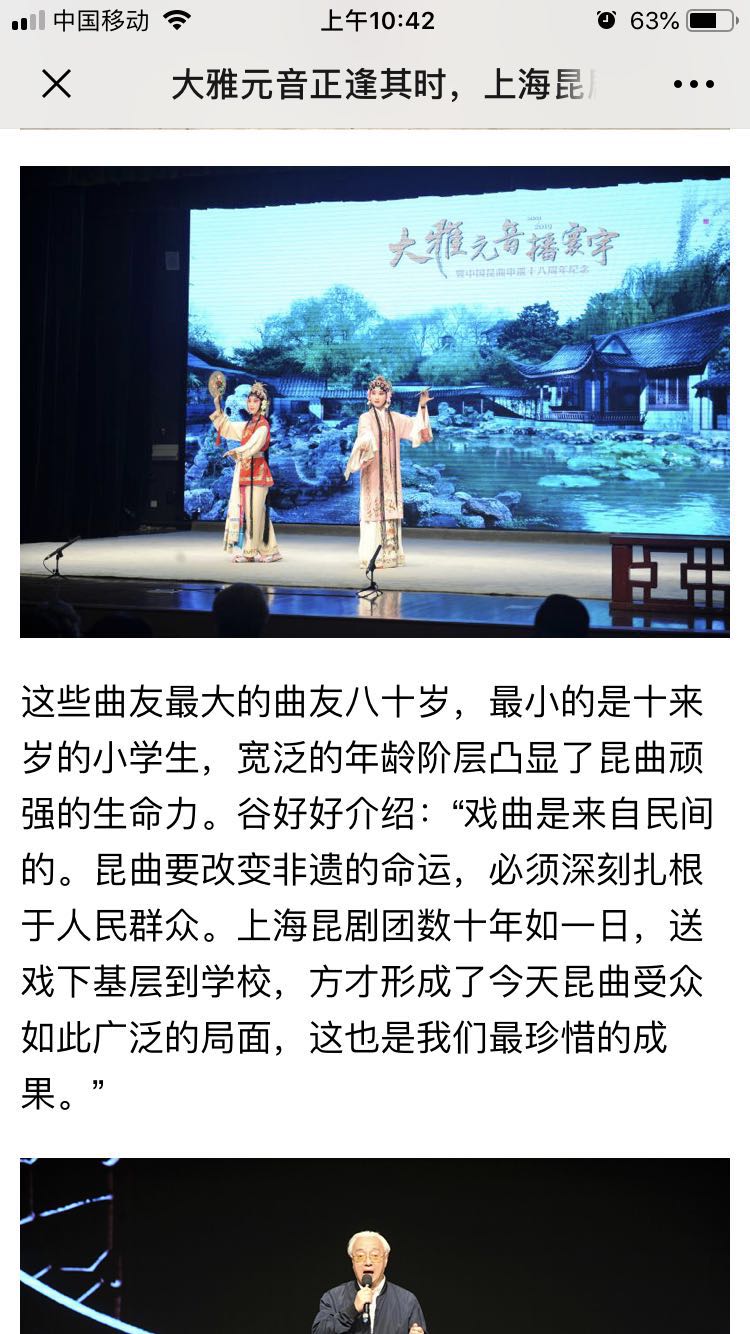 中国移动
上午10:42
63%
大雅元音正逢其时，上海昆
2019
大雅元音播寰宇
暨中国昆曲申遗十八周年纪念
这些曲友最大的曲友八十岁，最小的是十来
岁的小学生，宽泛的年龄阶层凸显了昆曲顽
强的生命力。谷好好介绍：“戏曲是来自民间
的。昆曲要改变非遗的命运，必须深刻扎根
于人民群众。上海昆剧团数十年如一日，送
戏下基层到学校，方才形成了今天昆曲受众
如此广泛的局面，这也是我们最珍惜的成
果。”